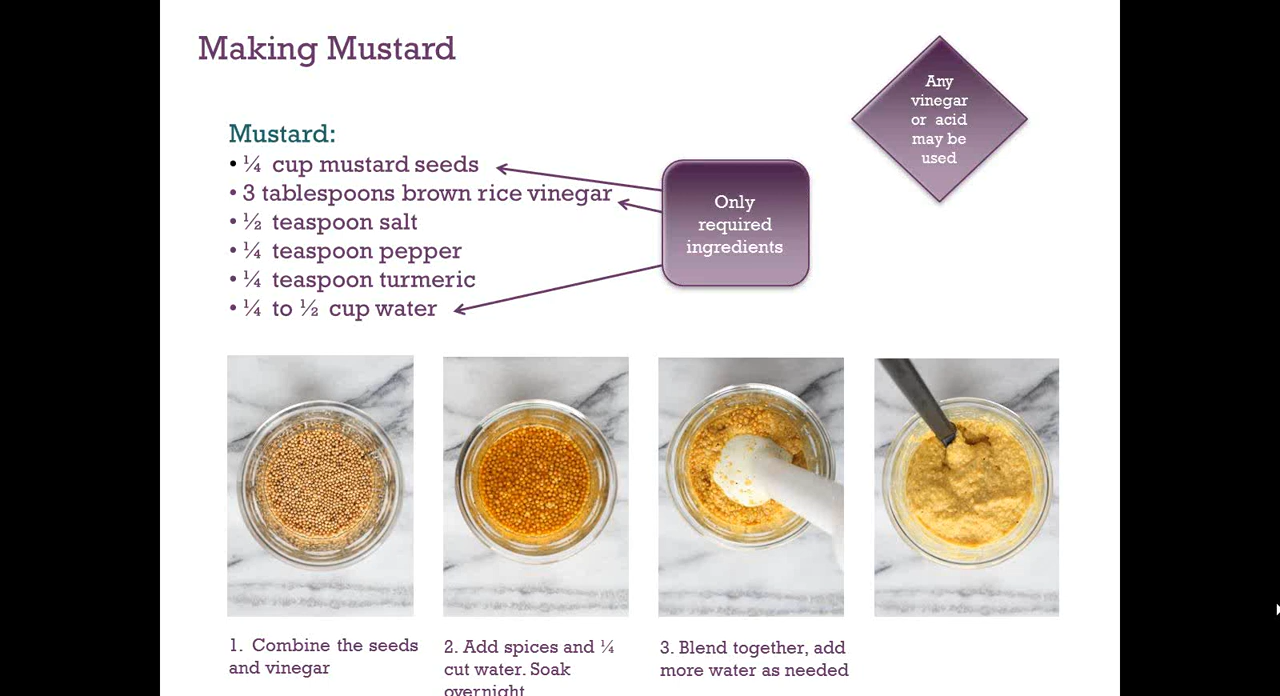 Making Mustard
Any
vinegar
or acid
may be
used
Mustard:
• ¼ cup mustard seeds
• 3 tablespoons brown rice vinegar
• ½ teaspoon salt
• ¼ teaspoon pepper
• ¼ teaspoon turmeric
• ¼ to ½ cup water
Only
required
ingredients
1. Combine the seeds
and vinegar
2. Add spices and ¼
cut water. Soak
overnight
3. Blend together, add
more water as needed